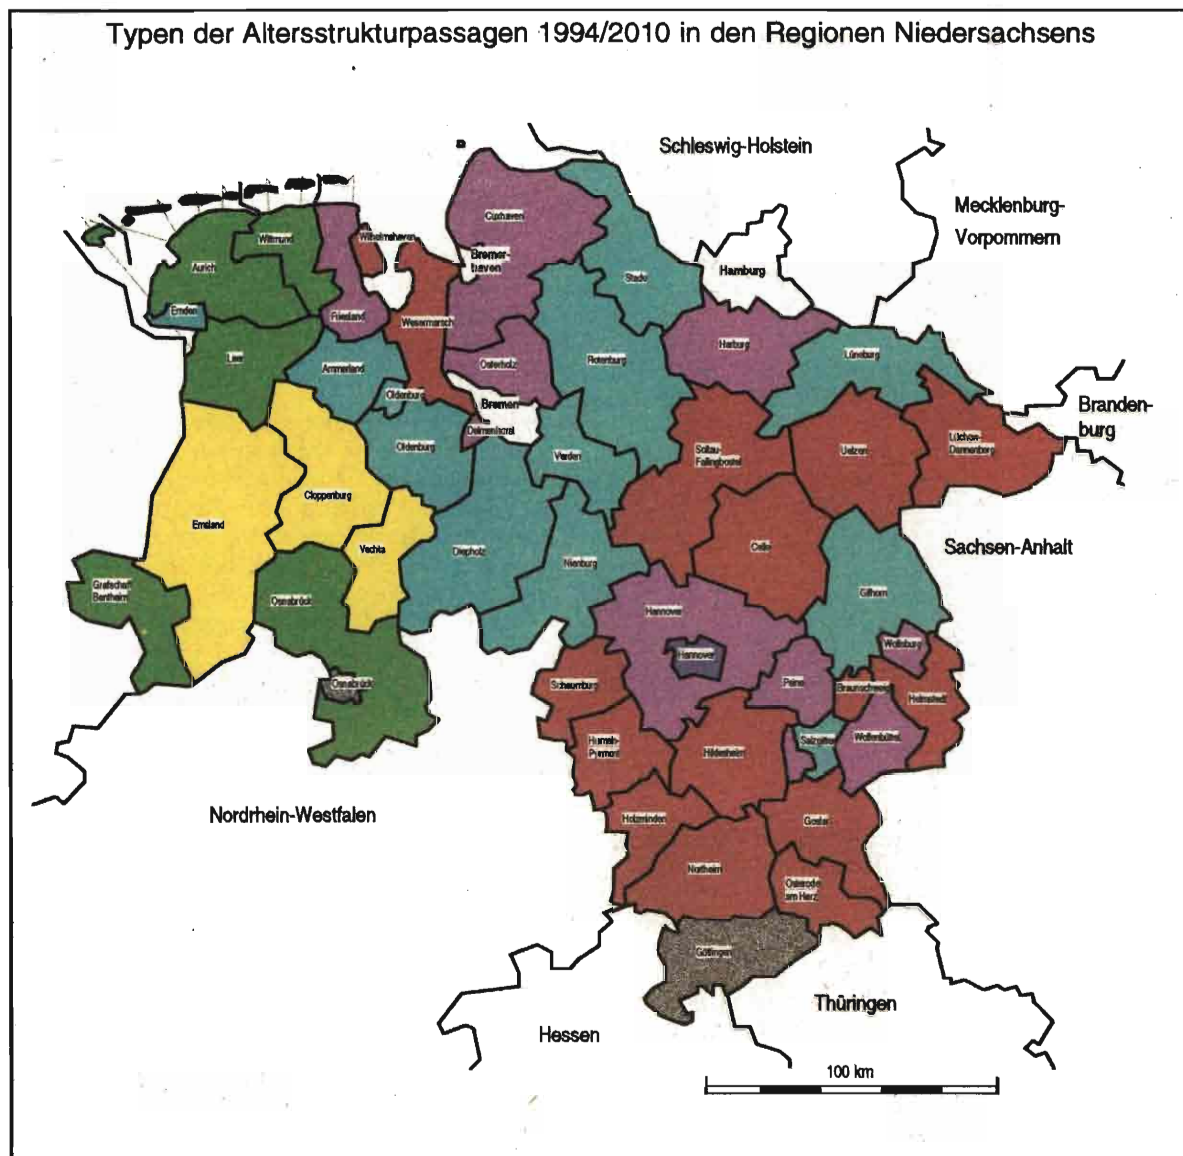 Typen der Altersstrukturpassagen 1994/2010 in den Regionen Niedersachsens
Schleswig-Holstein
Mecklenburg-
Vorpommern
Cuxhaven
Wittmund
Wilhelmshaven
Aurich
Bremer-
haven
Hamburg
Stade
Emden
Friesland
Wesermarsch
Harburg
Lüneburg
Leer
Ammerland
Osterholz
Rotenburg
Oldenburg
Bremen
Branden-
burg
Delmenhorst
Oldenburg
Verden
Soltau-
Fallingbostel
Uelzen
Lüchow-
Dannenberg
Cloppenburg
Emsland
Vechta
Diepholz
Celle
Sachsen-Anhalt
Nienburg
Gifhorn
Grafschaft
Bentheim
Osnabrück
Hannover
Wolfsburg
Hannover
Osnabrück
Schaumburg
Peine
Braunschweig
Helmstedt
Hameln-
Pyrmont
Hildesheim
Salzgitter
Wolfenbüttel
Nordrhein-Westfalen
Holzminden
Goslar
Northeim
Osterode
am Harz
Göttingen
Thüringen
Hessen
100 km